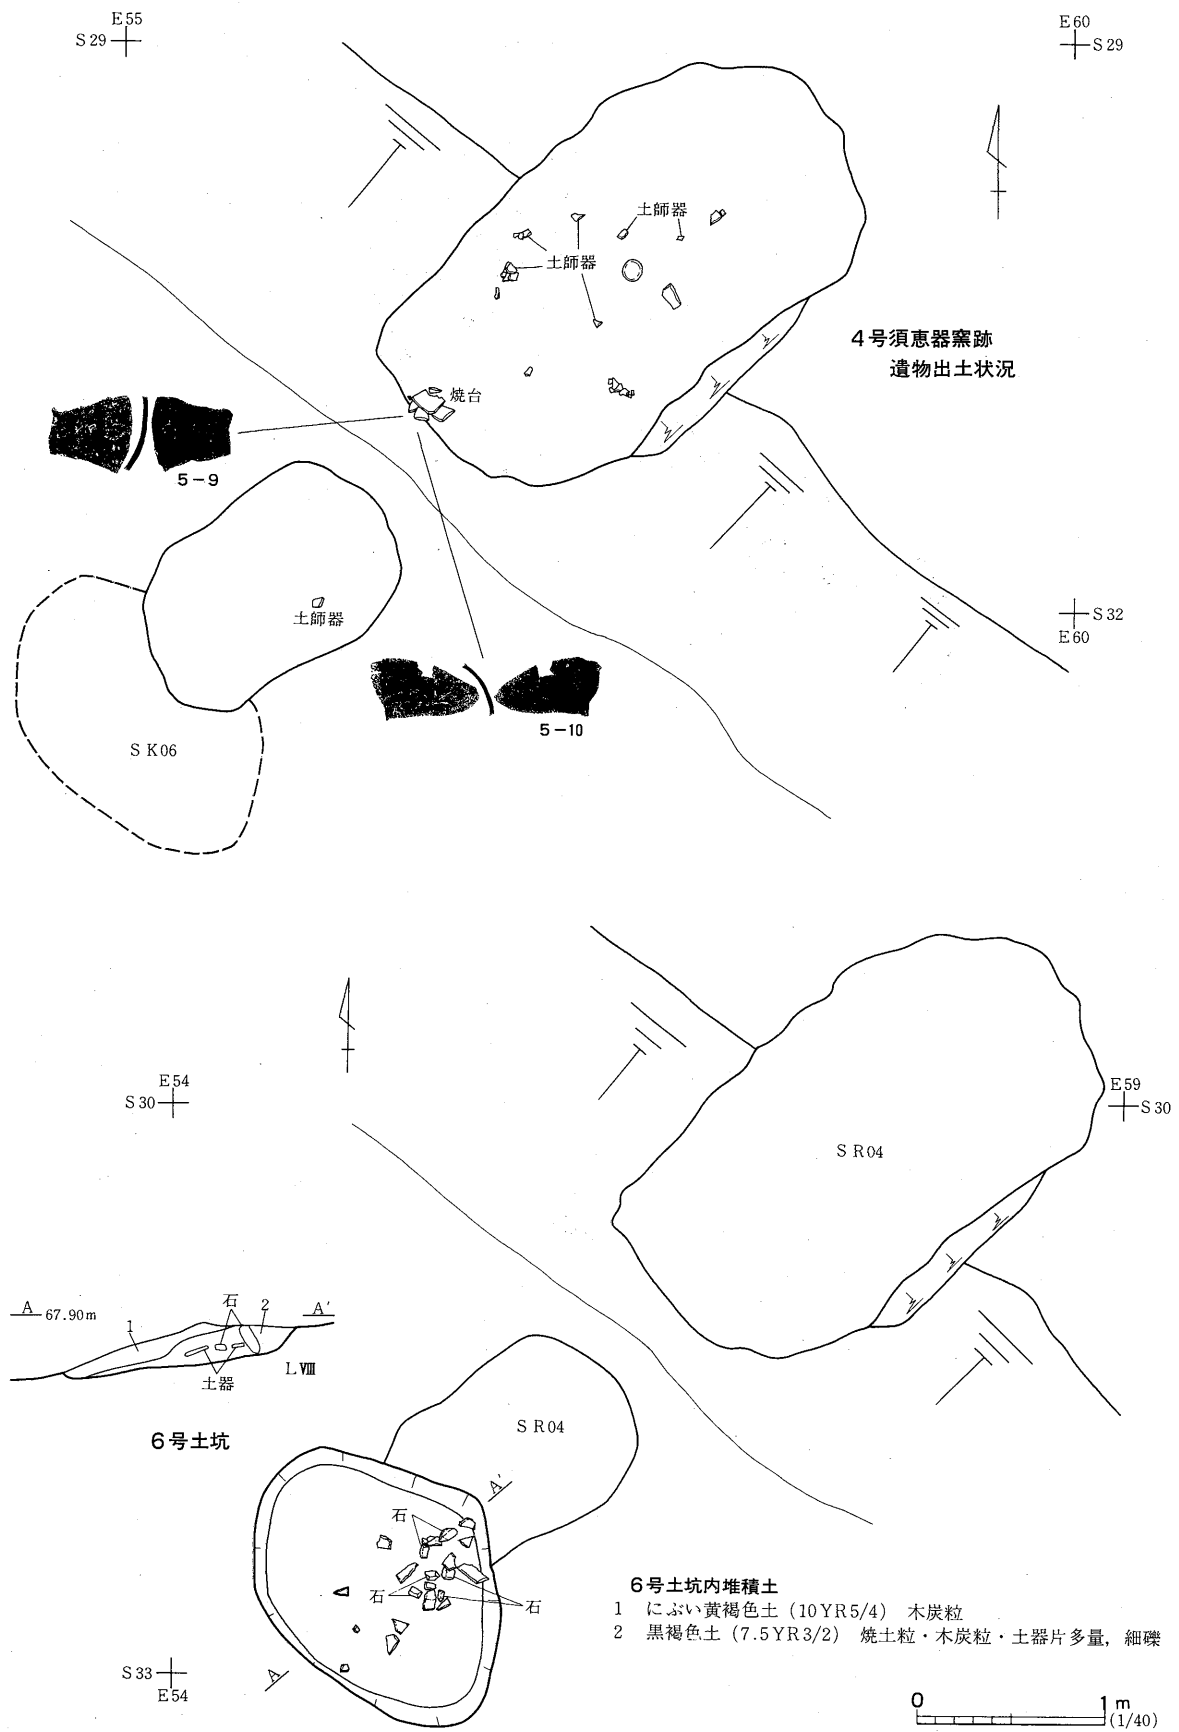 E55
S29
E60
S29
土師器
土師器
4号須恵器窯跡
遺物出土状況
焼台
5-9
土師器
S32
E60
5-10
SK06
E54
S30
E59
S30
SR04
A 67.90m A'
石 2
1
土器
LⅧ
6号土坑
SR04
A'
石
石
石
A
S33
E54
6号土坑内堆積土
1 にぶい黄褐色土 (10YR5/4) 木炭粒
2 黒褐色土 (7.5YR3/2) 焼土粒・木炭粒・土器片多量, 細礫
0 1m
(1/40)